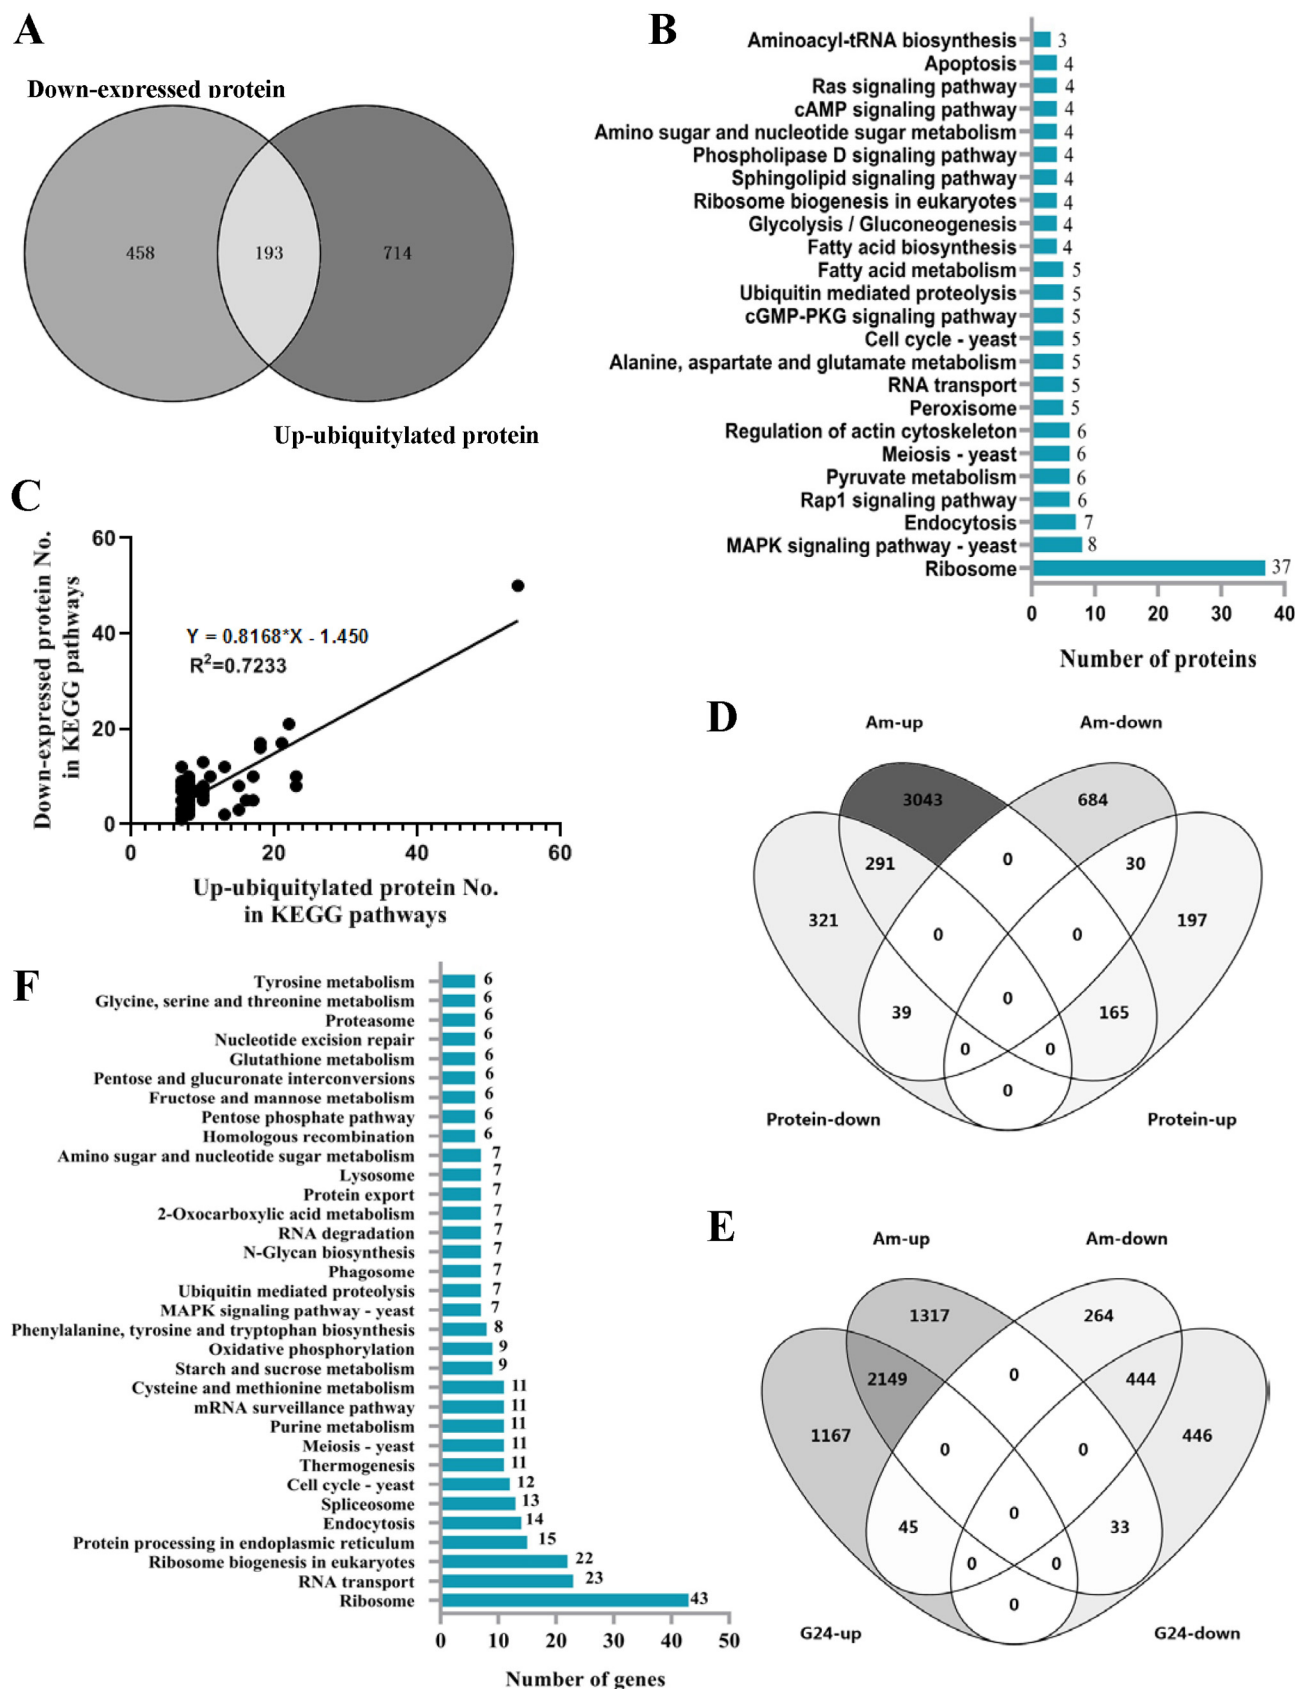 A
Down-expressed protein
458
193
714
Up-ubiquitylated protein
B
Aminoacyl-tRNA biosynthesis 3
Apoptosis 4
Ras signaling pathway 4
cAMP signaling pathway 4
Amino sugar and nucleotide sugar metabolism 4
Phospholipase D signaling pathway 4
Sphingolipid signaling pathway 4
Ribosome biogenesis in eukaryotes 4
Glycolysis / Gluconeogenesis 4
Fatty acid biosynthesis 4
Fatty acid metabolism 5
Ubiquitin mediated proteolysis 5
cGMP-PKG signaling pathway 5
Cell cycle - yeast 5
Alanine, aspartate and glutamate metabolism 5
RNA transport 5
Peroxisome 5
Regulation of actin cytoskeleton 6
Meiosis - yeast 6
Pyruvate metabolism 6
Rap1 signaling pathway 6
Endocytosis 7
MAPK signaling pathway - yeast 8
Ribosome 37
0 10 20 30 40
Number of proteins
C
Down-expressed protein No.
in KEGG pathways
60
40
20
0
Y = 0.8168*X - 1.450
R²=0.7233
0 20 40 60
Up-ubiquitylated protein No.
in KEGG pathways
D
Am-up Am-down
3043 684
291 0 30
321 0 0 197
39 0 165
0 0
0
Protein-down Protein-up
E
Am-up Am-down
1317 264
2149 0 444
1167 0 0 446
45 0 33
0 0
0
G24-up G24-down
F
Tyrosine metabolism 6
Glycine, serine and threonine metabolism 6
Proteasome 6
Nucleotide excision repair 6
Glutathione metabolism 6
Pentose and glucuronate interconversions 6
Fructose and mannose metabolism 6
Pentose phosphate pathway 6
Homologous recombination 6
Amino sugar and nucleotide sugar metabolism 7
Lysosome 7
Protein export 7
2-Oxocarboxylic acid metabolism 7
RNA degradation 7
N-Glycan biosynthesis 7
Phagosome 7
Ubiquitin mediated proteolysis 7
MAPK signaling pathway - yeast 7
Phenylalanine, tyrosine and tryptophan biosynthesis 8
Oxidative phosphorylation 9
Starch and sucrose metabolism 9
Cysteine and methionine metabolism 11
mRNA surveillance pathway 11
Purine metabolism 11
Meiosis - yeast 11
Thermogenesis 11
Cell cycle - yeast 12
Spliceosome 13
Endocytosis 14
Protein processing in endoplasmic reticulum 15
Ribosome biogenesis in eukaryotes 22
RNA transport 23
Ribosome 43
0 10 20 30 40 50
Number of genes